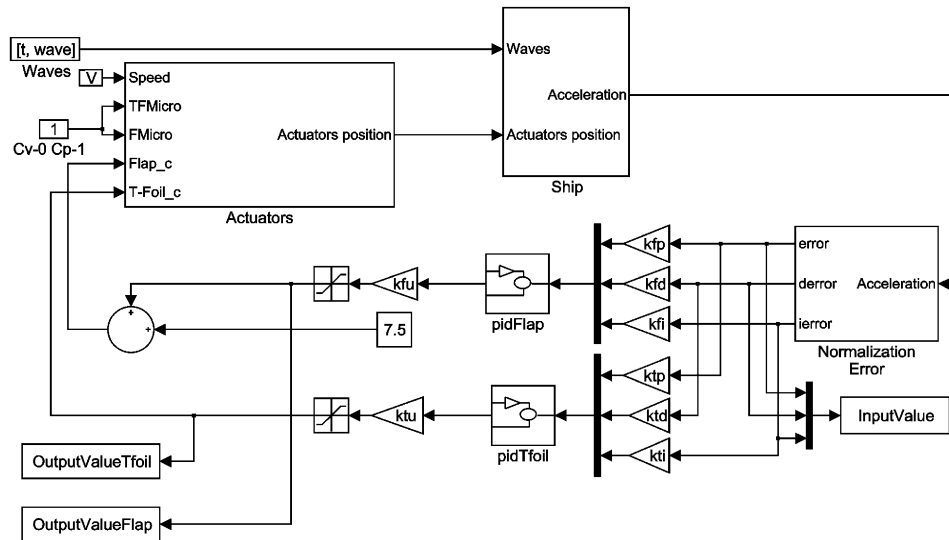 [t, wave]
Waves
V
1
Cv-0 Cp-1
Speed
TFMicro
FMicro
Flap_c
T-Foil_c
Actuators position
Actuators
Waves
Acceleration
Actuators position
Ship
kfp
kfd
kfi
error
derror
ierror
Acceleration
Normalization
Error
kfu
pidFlap
7.5
ktp
ktd
kti
ktu
pidTfoil
InputValue
OutputValueTfoil
OutputValueFlap